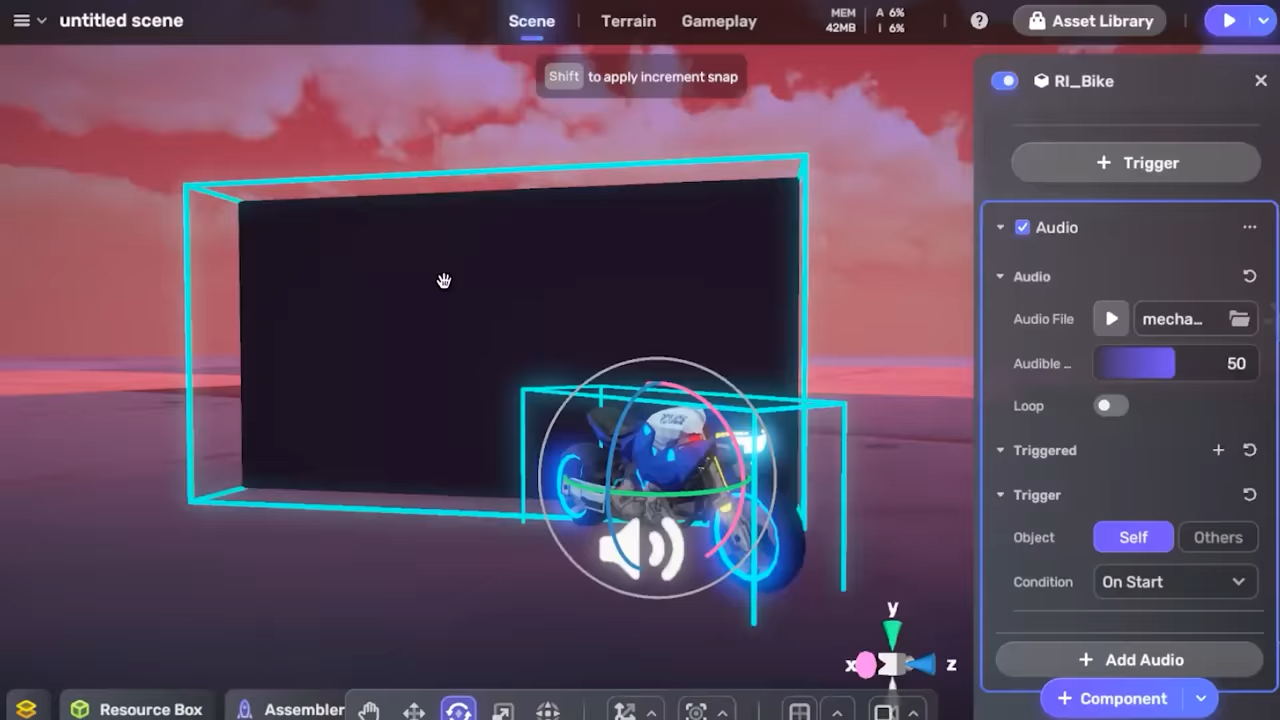 untitled scene
Scene
Terrain
Gameplay
MEM
42MB
A 6%
I 6%
?
Asset Library
Shift to apply increment snap
RI_Bike
+ Trigger
Audio
...
Audio
Audio File
mecha...
Audible ...
50
Loop
Triggered +
Trigger
Object
Self
Others
Condition
On Start
+ Add Audio
+ Component
y
x
z
Resource Box
Assembler